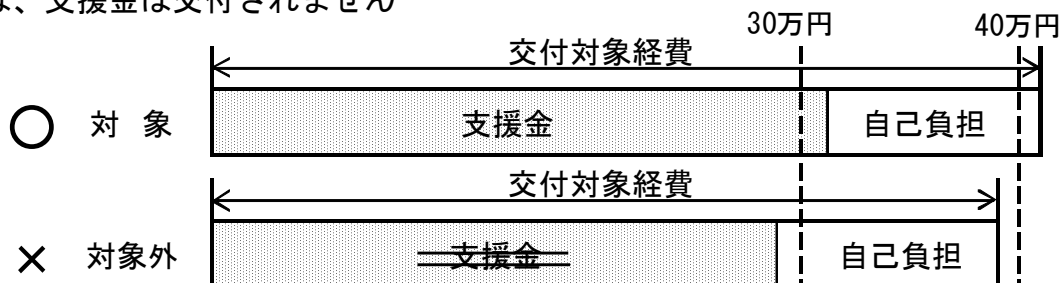 は、支援金は交付されません
30万円 40万円
交付対象経費
○ 対 象 支援金 自己負担
交付対象経費
× 対象外 支援金 自己負担